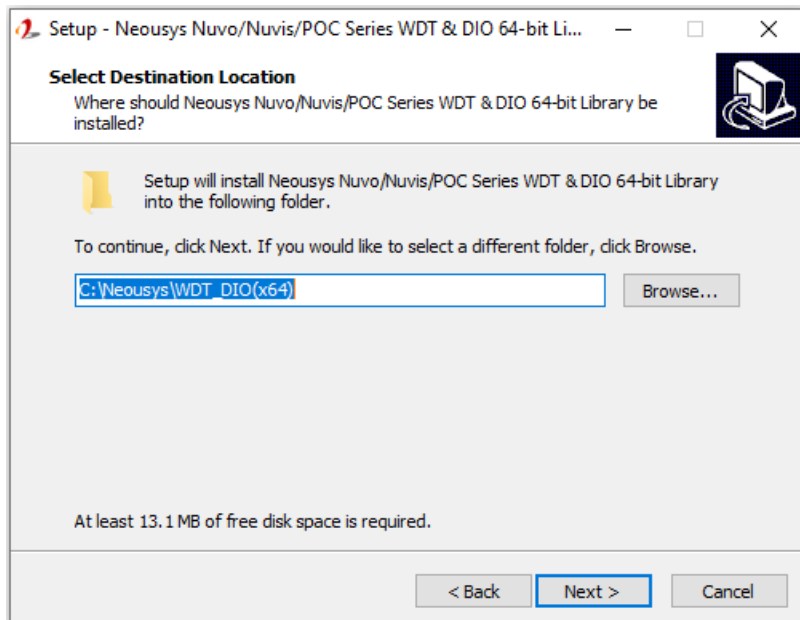 Setup - Neousys Nuvo/Nuvis/POC Series WDT & DIO 64-bit Li...
Select Destination Location
Where should Neousys Nuvo/Nuvis/POC Series WDT & DIO 64-bit Library be
installed?
Setup will install Neousys Nuvo/Nuvis/POC Series WDT & DIO 64-bit Library
into the following folder.
To continue, click Next. If you would like to select a different folder, click Browse.
C:\Neousys\WDT_DIO(x64)
Browse...
At least 13.1 MB of free disk space is required.
< Back
Next >
Cancel